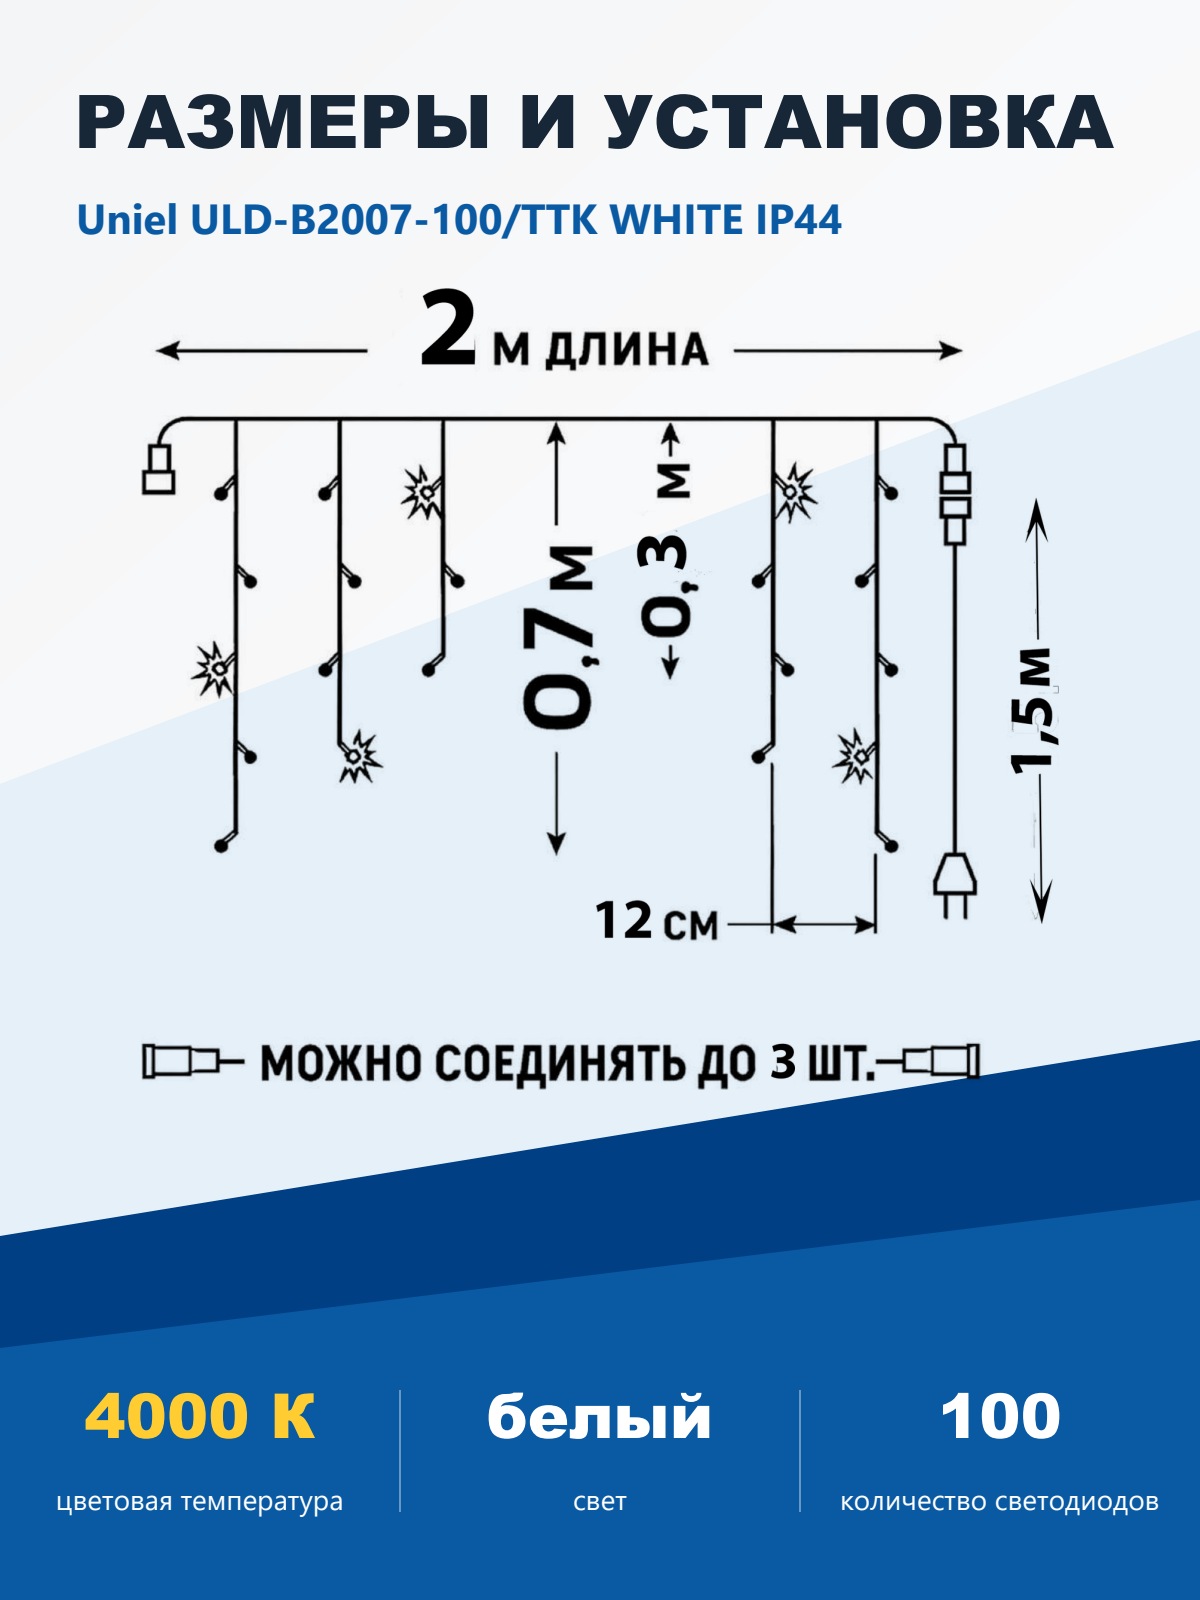 РАЗМЕРЫ И УСТАНОВКА
Uniel ULD-B2007-100/TTK WHITE IP44
2 М ДЛИНА
0,7 м
0,3 м
1,5 м
12 см
МОЖНО СОЕДИНЯТЬ ДО 3 ШТ.
4000 К
цветовая температура
белый
свет
100
количество светодиодов